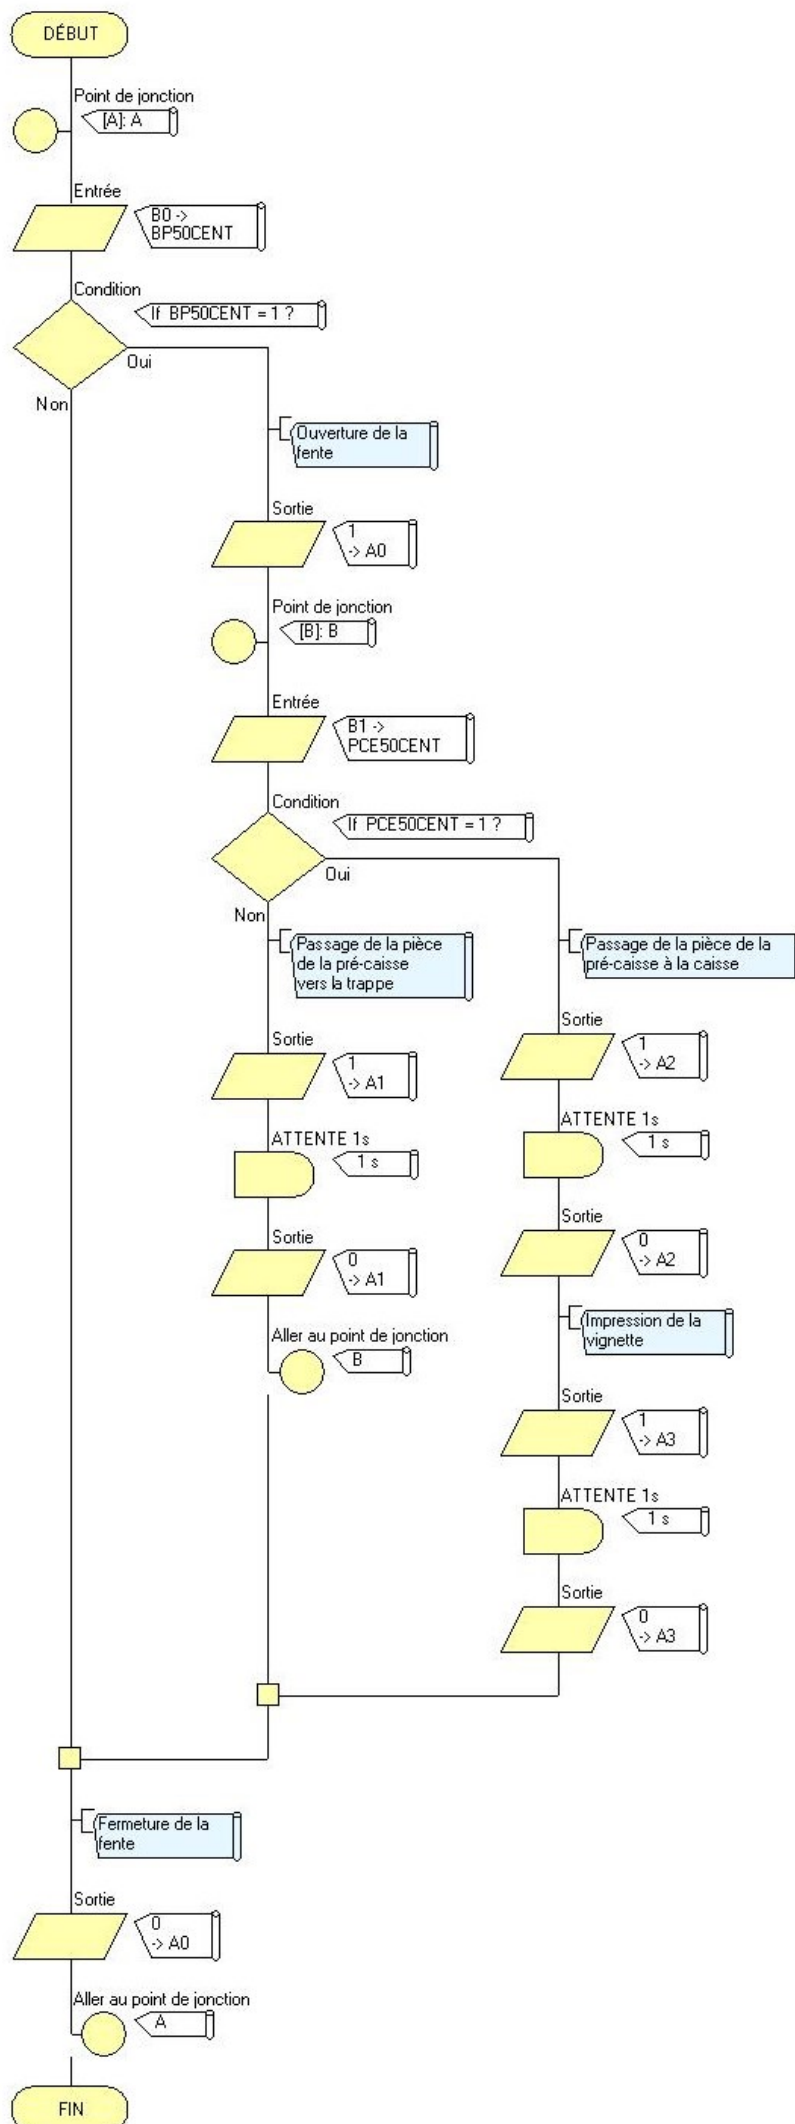 DÉBUT
Point de jonction
[A]: A
Entrée
B0 ->
BP50CENT
Condition
If BP50CENT = 1 ?
Oui
Non
Ouverture de la
fente
Sortie
1
-> A0
Point de jonction
[B]: B
Entrée
B1 ->
PCE50CENT
Condition
If PCE50CENT = 1 ?
Oui
Non
Passage de la pièce
de la pré-caisse
vers la trappe
Sortie
1
-> A1
ATTENTE 1s
1 s
Sortie
0
-> A1
Aller au point de jonction
B
Passage de la pièce de la
pré-caisse à la caisse
Sortie
1
-> A2
ATTENTE 1s
1 s
Sortie
0
-> A2
Impression de la
vignette
Sortie
1
-> A3
ATTENTE 1s
1 s
Sortie
0
-> A3
Fermeture de la
fente
Sortie
0
-> A0
Aller au point de jonction
A
FIN